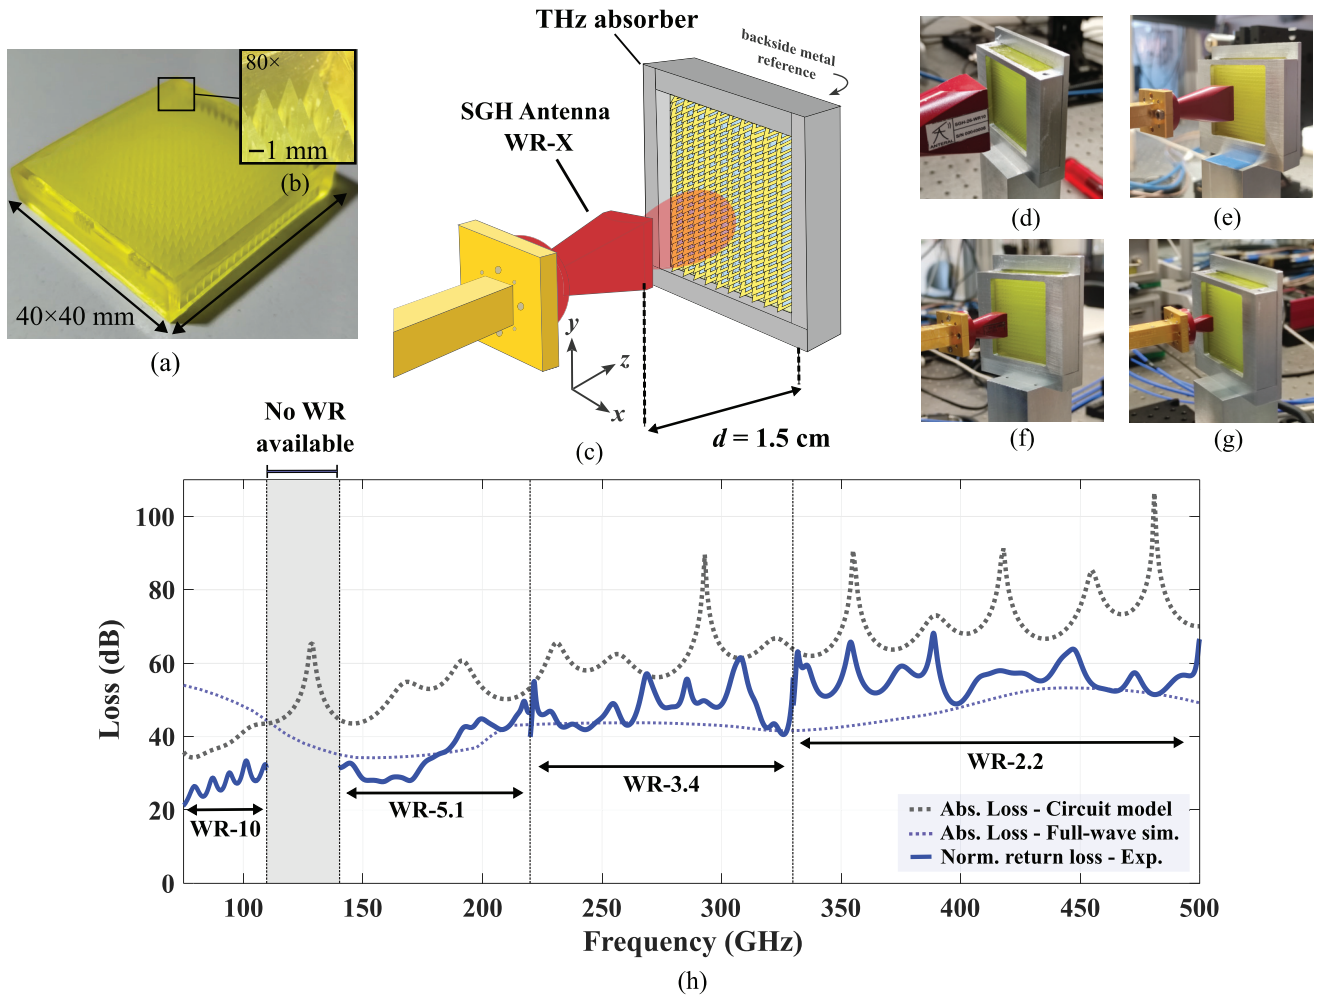 80×
1 mm
(b)
40×40 mm
(a)
THz absorber
backside metal
reference
SGH Antenna
WR-X
y
z
x
d = 1.5 cm
(c)
(d)
(e)
(f)
(g)
No WR
available
Loss (dB)
100
80
60
40
20
0
WR-10
WR-5.1
WR-3.4
WR-2.2
Abs. Loss - Circuit model
Abs. Loss - Full-wave sim.
Norm. return loss - Exp.
100
150
200
250
300
350
400
450
500
Frequency (GHz)
(h)